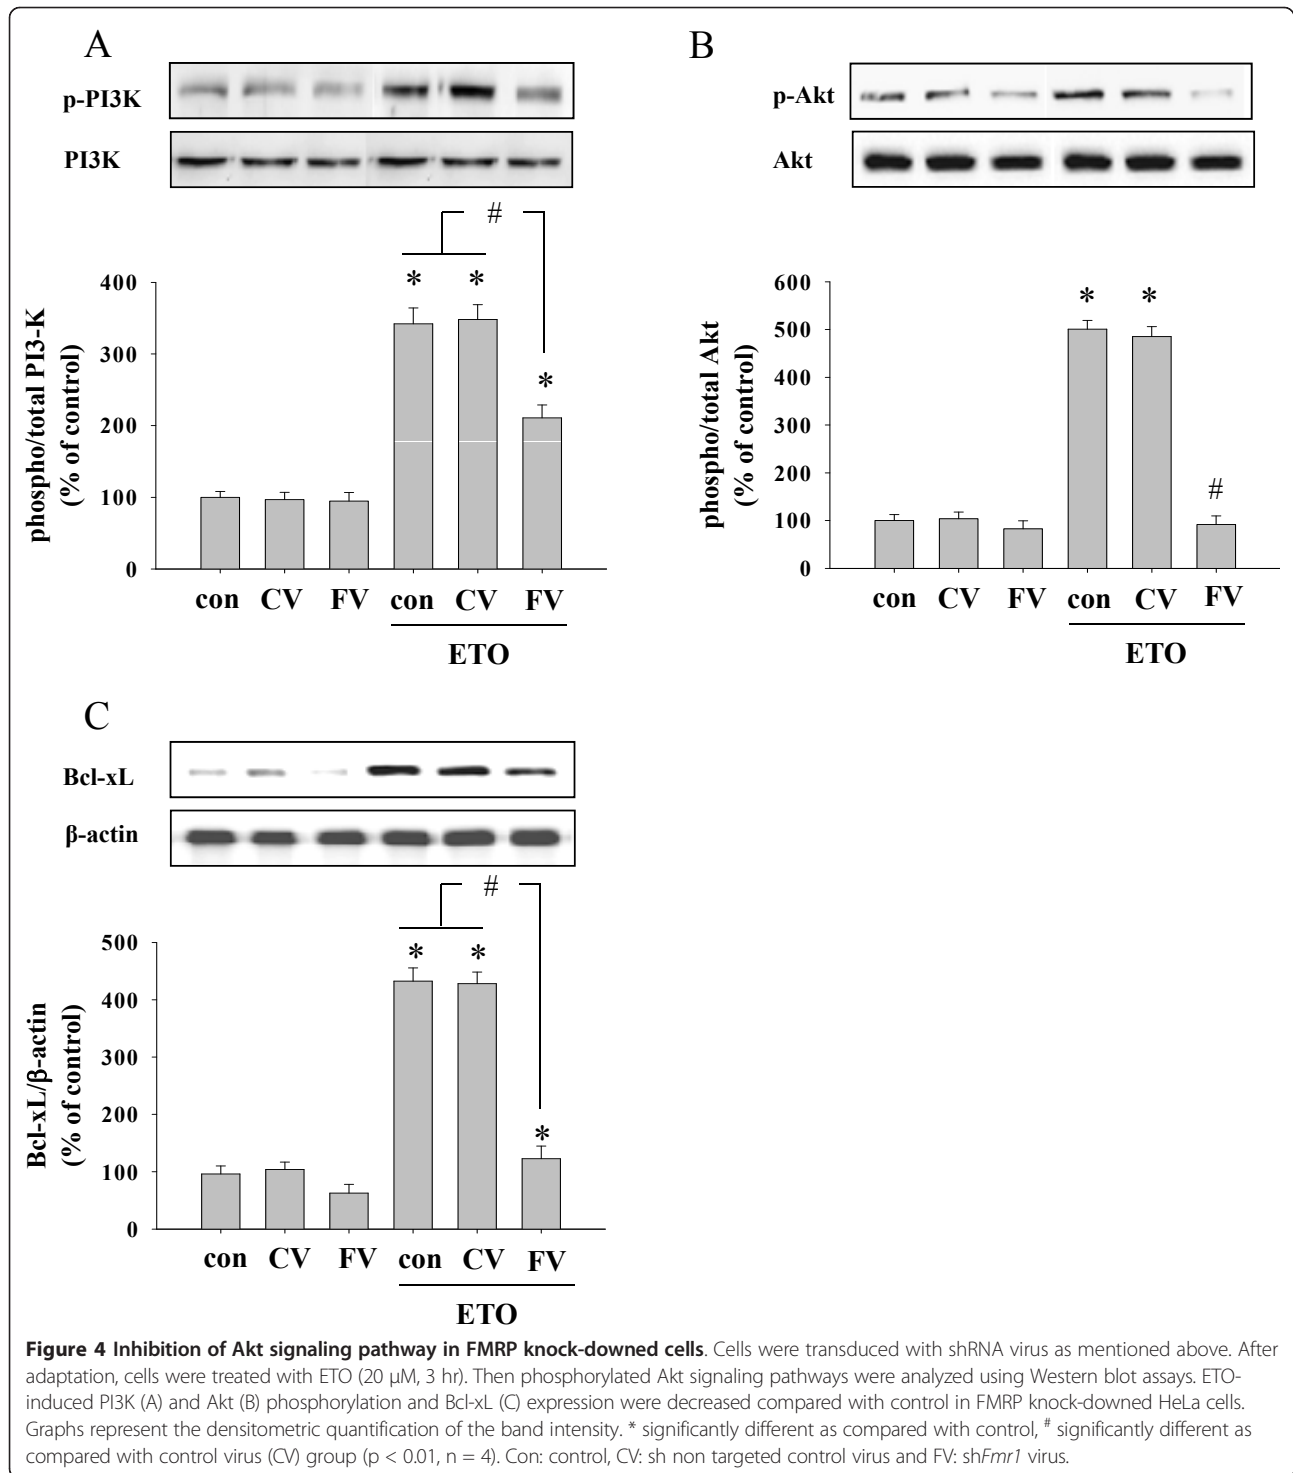 A
p-PI3K
PI3K
#
phospho/total PI3-K
(% of control)
400
300
200
100
0
* * *
con CV FV con CV FV
ETO
B
p-Akt
Akt
phospho/total Akt
(% of control)
600
500
400
300
200
100
0
* * #
con CV FV con CV FV
ETO
C
Bcl-xL
β-actin
#
Bcl-xL/β-actin
(% of control)
500
400
300
200
100
0
* * *
con CV FV con CV FV
ETO
Figure 4 Inhibition of Akt signaling pathway in FMRP knock-downed cells. Cells were transduced with shRNA virus as mentioned above. After
adaptation, cells were treated with ETO (20 μM, 3 hr). Then phosphorylated Akt signaling pathways were analyzed using Western blot assays. ETO-
induced PI3K (A) and Akt (B) phosphorylation and Bcl-xL (C) expression were decreased compared with control in FMRP knock-downed HeLa cells.
Graphs represent the densitometric quantification of the band intensity. * significantly different as compared with control, # significantly different as
compared with control virus (CV) group (p < 0.01, n = 4). Con: control, CV: sh non targeted control virus and FV: shFmr1 virus.